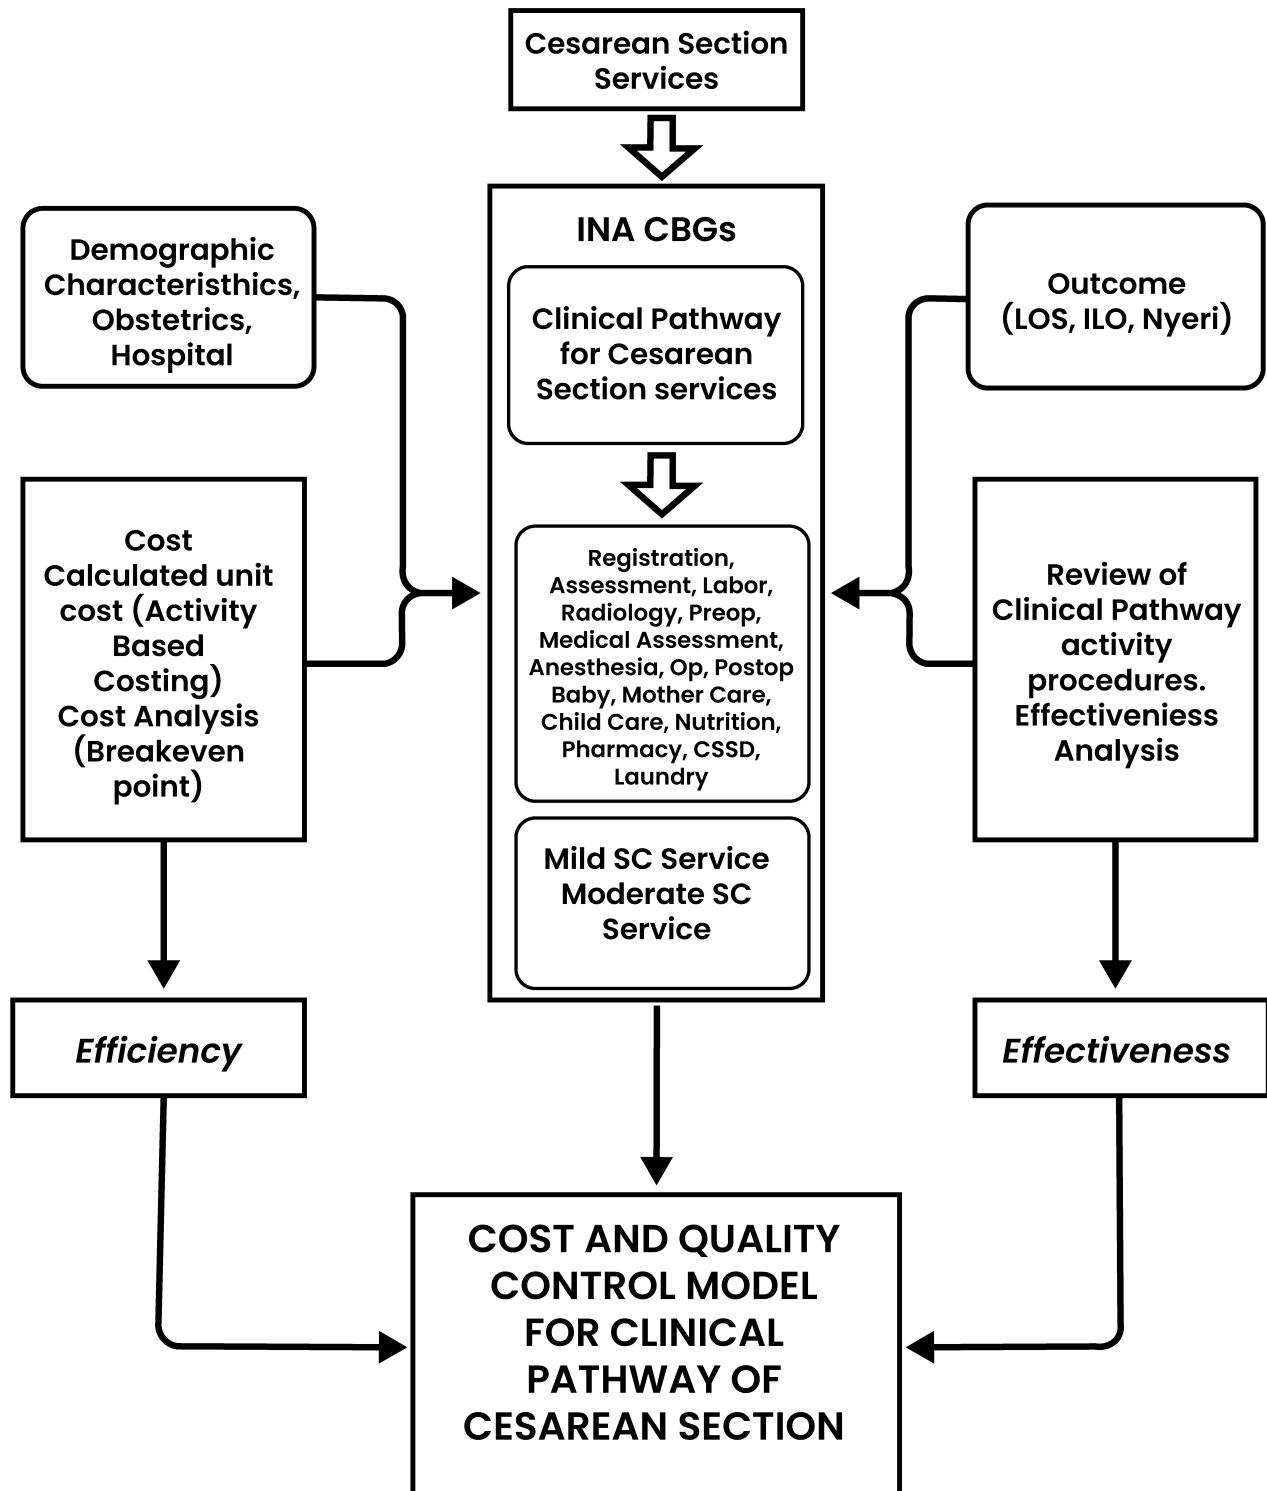 Cesarean Section
Services
INA CBGs
Demographic
Characteristhics,
Obstetrics,
Hospital
Clinical Pathway
for Cesarean
Section services
Outcome
(LOS, ILO, Nyeri)
Cost
Calculated unit
cost (Activity
Based
Costing)
Cost Analysis
(Breakeven
point)
Registration,
Assessment, Labor,
Radiology, Preop,
Medical Assessment,
Anesthesia, Op, Postop
Baby, Mother Care,
Child Care, Nutrition,
Pharmacy, CSSD,
Laundry
Review of
Clinical Pathway
activity
procedures.
Effectiveniess
Analysis
Mild SC Service
Moderate SC
Service
Efficiency
Effectiveness
COST AND QUALITY
CONTROL MODEL
FOR CLINICAL
PATHWAY OF
CESAREAN SECTION